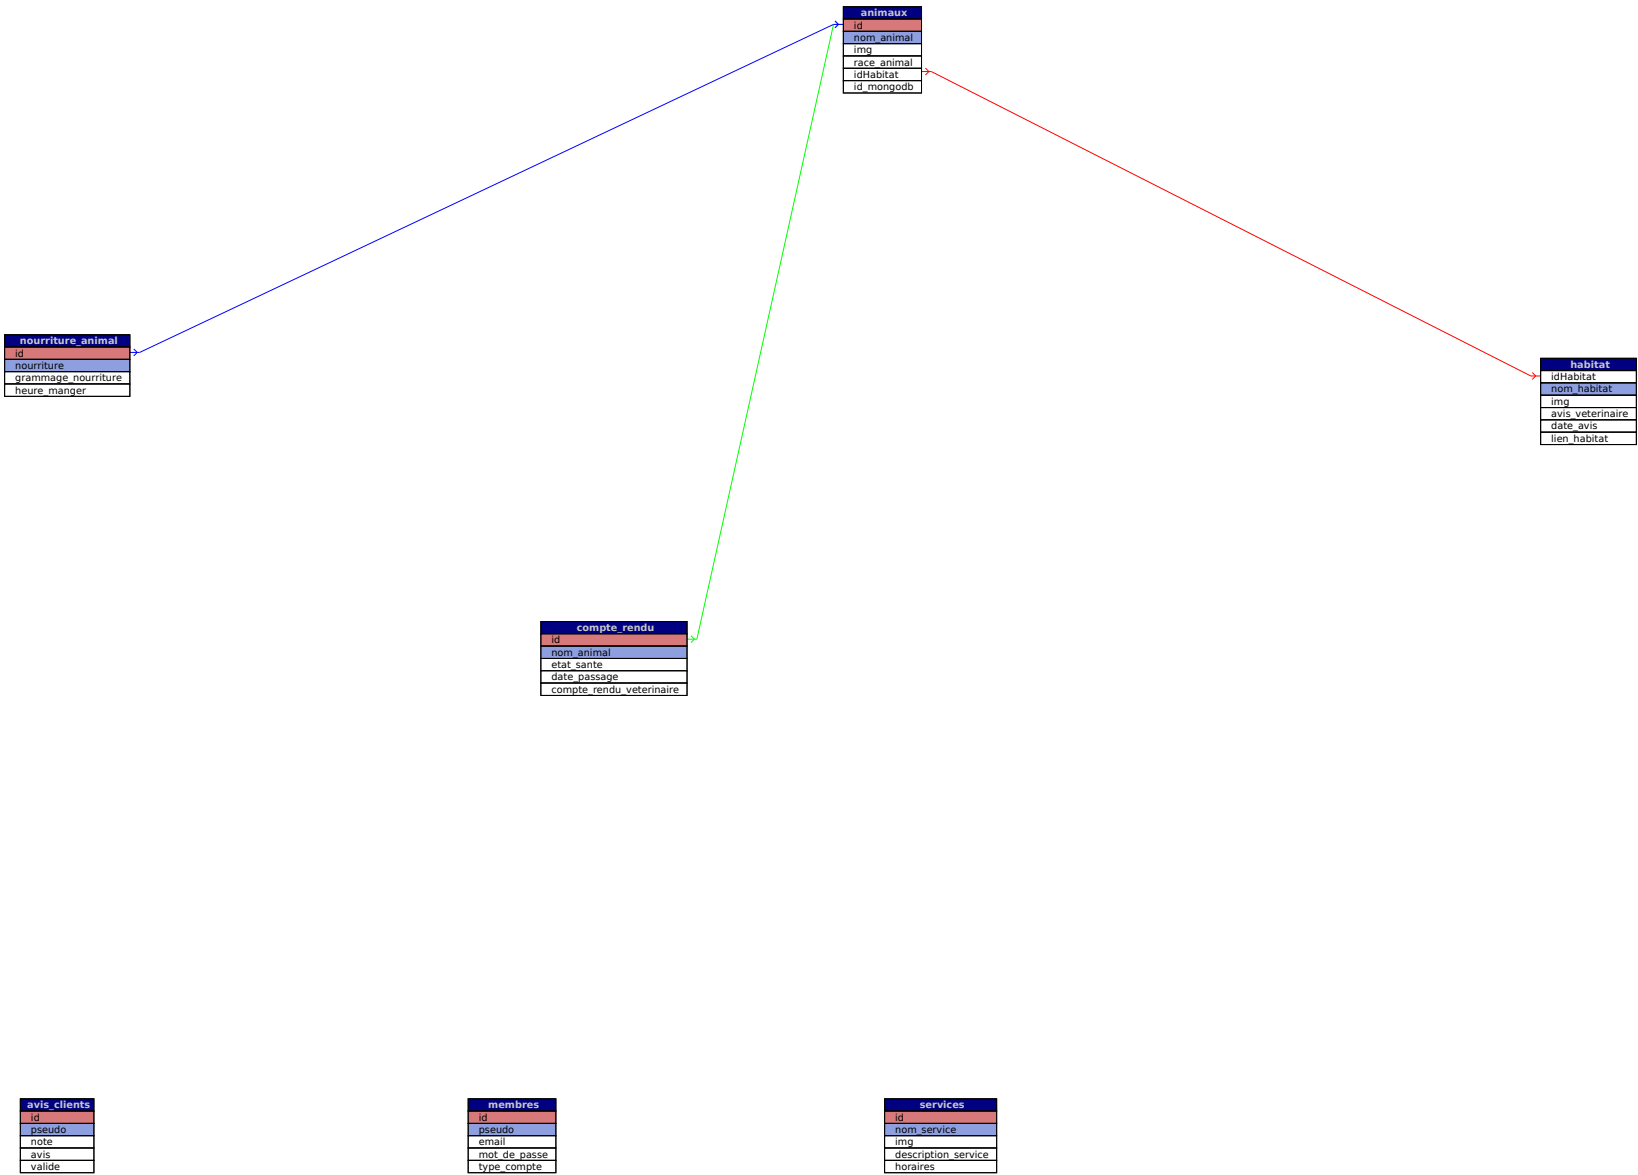 animaux
id
nom_animal
img
race_animal
idHabitat
id_mongodb
nourriture_animal
id
nourriture
grammage_nourriture
heure_manger
habitat
idHabitat
nom_habitat
img
avis_veterinaire
date_avis
lien_habitat
compte_rendu
id
nom_animal
etat_sante
date_passage
compte_rendu_veterinaire
avis_clients
id
pseudo
note
avis
valide
membres
id
pseudo
email
mot_de_passe
type_compte
services
id
nom_service
img
description_service
horaires